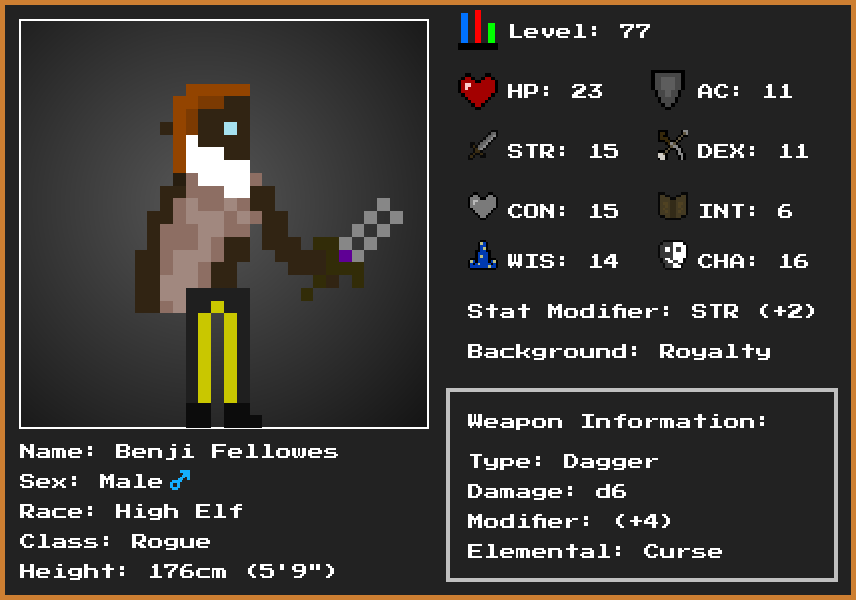 Level: 77
HP: 23
AC: 11
STR: 15
DEX: 11
CON: 15
INT: 6
WIS: 14
CHA: 16
Stat Modifier: STR (+2)
Background: Royalty
Weapon Information:
Type: Dagger
Damage: d6
Modifier: (+4)
Elemental: Curse
Name: Benji Fellowes
Sex: Male♂
Race: High Elf
Class: Rogue
Height: 176cm (5'9")